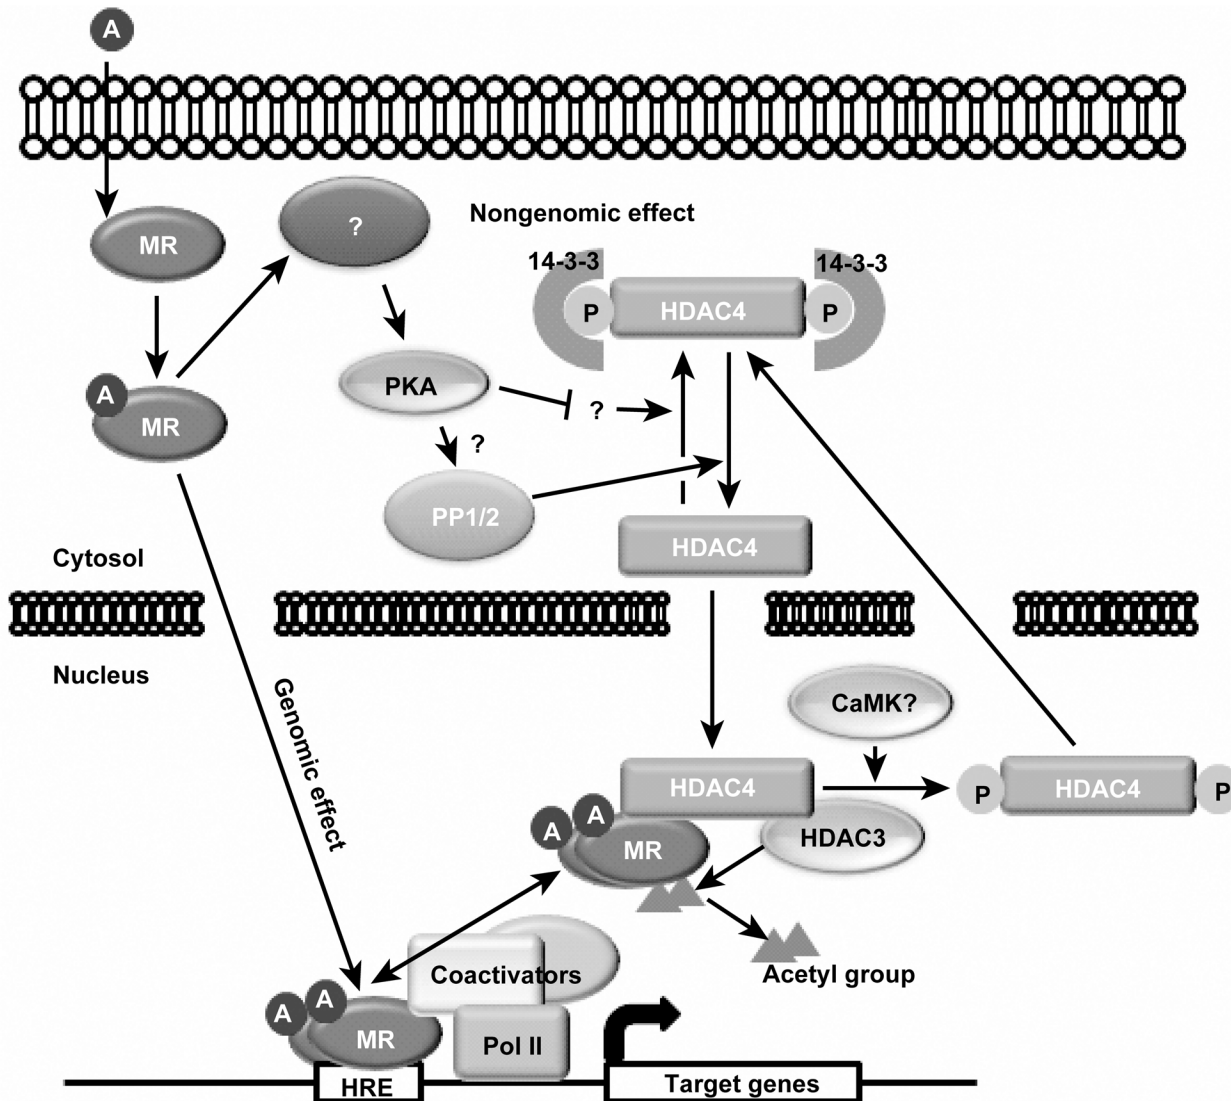 A
MR
?
Nongenomic effect
14-3-3
14-3-3
P
HDAC4
P
A
MR
PKA
?
?
PP1/2
HDAC4
Cytosol
Nucleus
Genomic effect
CaMK?
HDAC4
P
HDAC4
P
A
A
MR
HDAC3
Acetyl group
Coactivators
A
A
MR
Pol II
HRE
Target genes